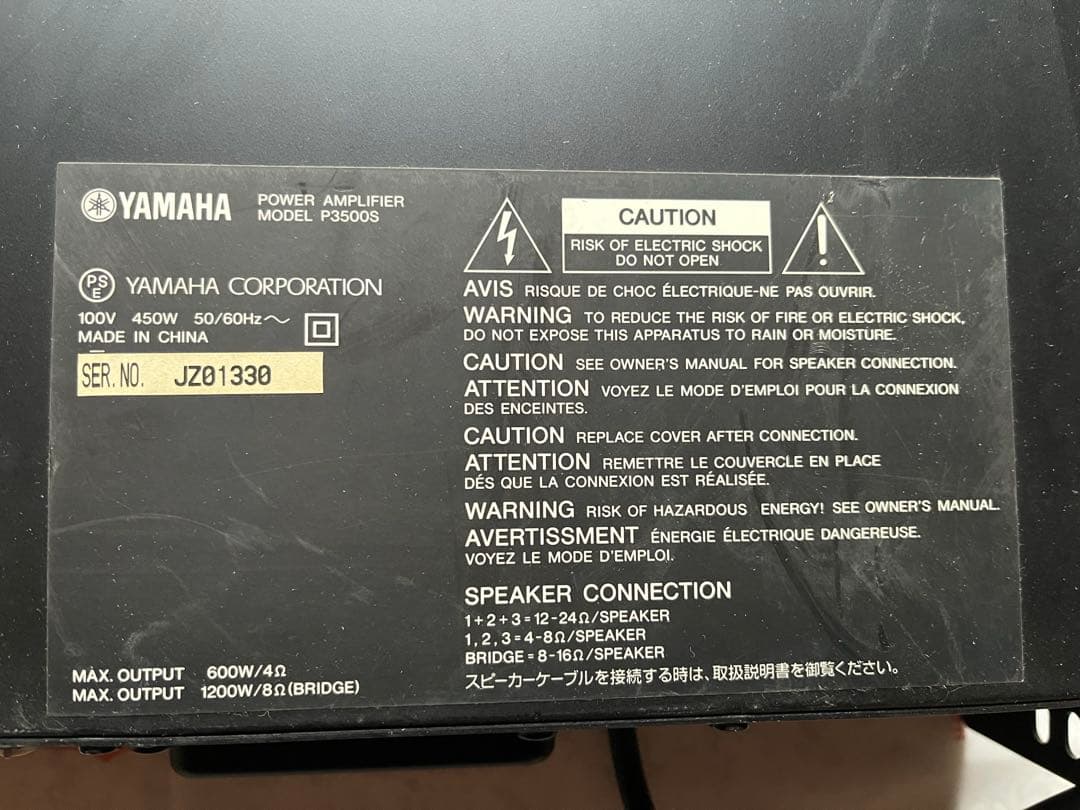 YAMAHA
POWER AMPLIFIER
MODEL P3500S
PS
E
YAMAHA CORPORATION
100V 450W 50/60Hz～
MADE IN CHINA
SER. NO. JZ01330
MAX. OUTPUT 600W/4Ω
MAX. OUTPUT 1200W/8Ω(BRIDGE)
CAUTION
RISK OF ELECTRIC SHOCK
DO NOT OPEN
AVIS RISQUE DE CHOC ÉLECTRIQUE-NE PAS OUVRIR.
WARNING TO REDUCE THE RISK OF FIRE OR ELECTRIC SHOCK,
DO NOT EXPOSE THIS APPARATUS TO RAIN OR MOISTURE.
CAUTION SEE OWNER'S MANUAL FOR SPEAKER CONNECTION.
ATTENTION VOYEZ LE MODE D'EMPLOI POUR LA CONNEXION
DES ENCEINTES.
CAUTION REPLACE COVER AFTER CONNECTION.
ATTENTION REMETTRE LE COUVERCLE EN PLACE
DÉS QUE LA CONNEXION EST RÉALISÉE.
WARNING RISK OF HAZARDOUS ENERGY! SEE OWNER'S MANUAL.
AVERTISSMENT ÉNERGIE ÉLECTRIQUE DANGEREUSE.
VOYEZ LE MODE D'EMPLOI.
SPEAKER CONNECTION
1+2+3=12-24Ω/SPEAKER
1,2,3=4-8Ω/SPEAKER
BRIDGE=8-16Ω/SPEAKER
スピーカーケーブルを接続する時は、取扱説明書を御覧ください。